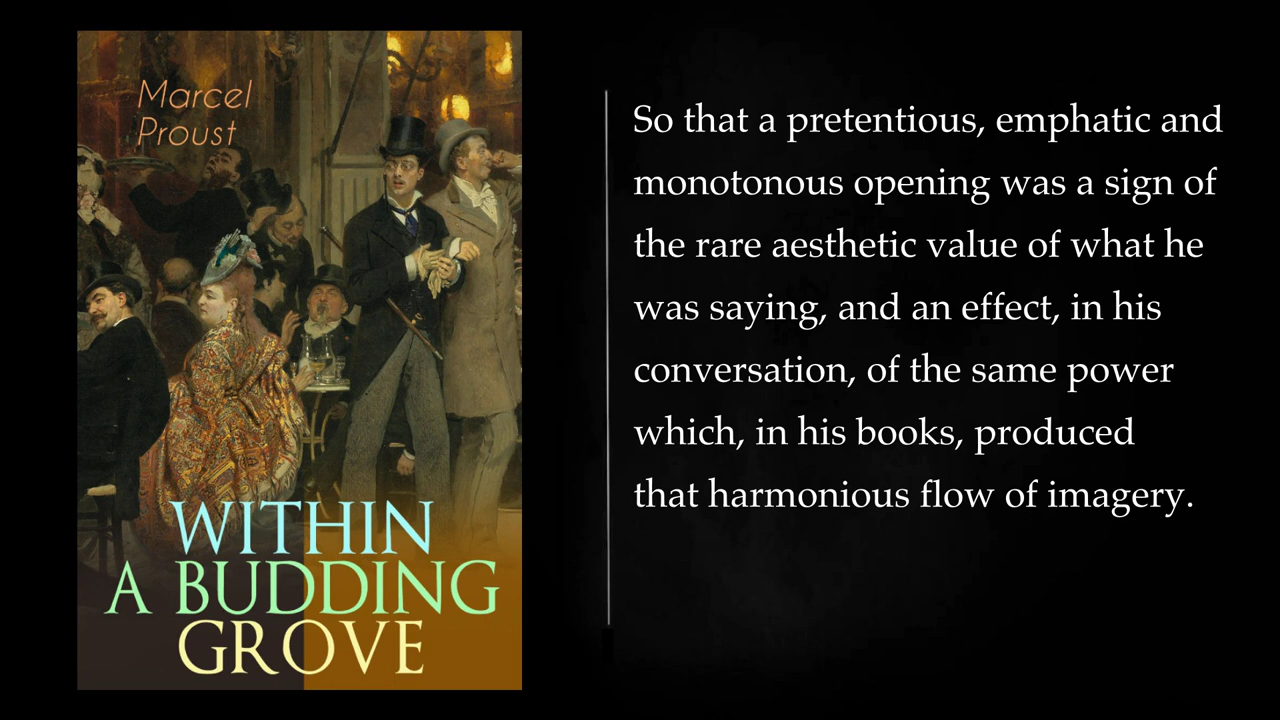 Marcel
Proust
WITHIN
A BUDDING
GROVE
So that a pretentious, emphatic and
monotonous opening was a sign of
the rare aesthetic value of what he
was saying, and an effect, in his
conversation, of the same power
which, in his books, produced
that harmonious flow of imagery.